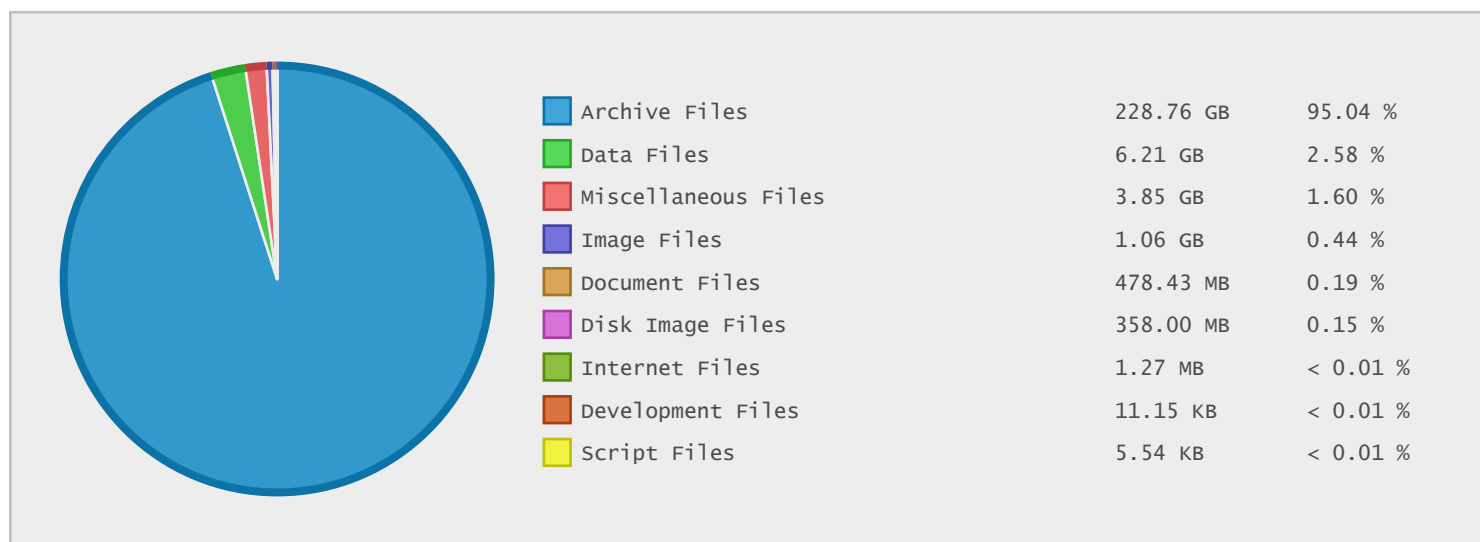 Archive Files 228.76 GB 95.04 %
Data Files 6.21 GB 2.58 %
Miscellaneous Files 3.85 GB 1.60 %
Image Files 1.06 GB 0.44 %
Document Files 478.43 MB 0.19 %
Disk Image Files 358.00 MB 0.15 %
Internet Files 1.27 MB < 0.01 %
Development Files 11.15 KB < 0.01 %
Script Files 5.54 KB < 0.01 %